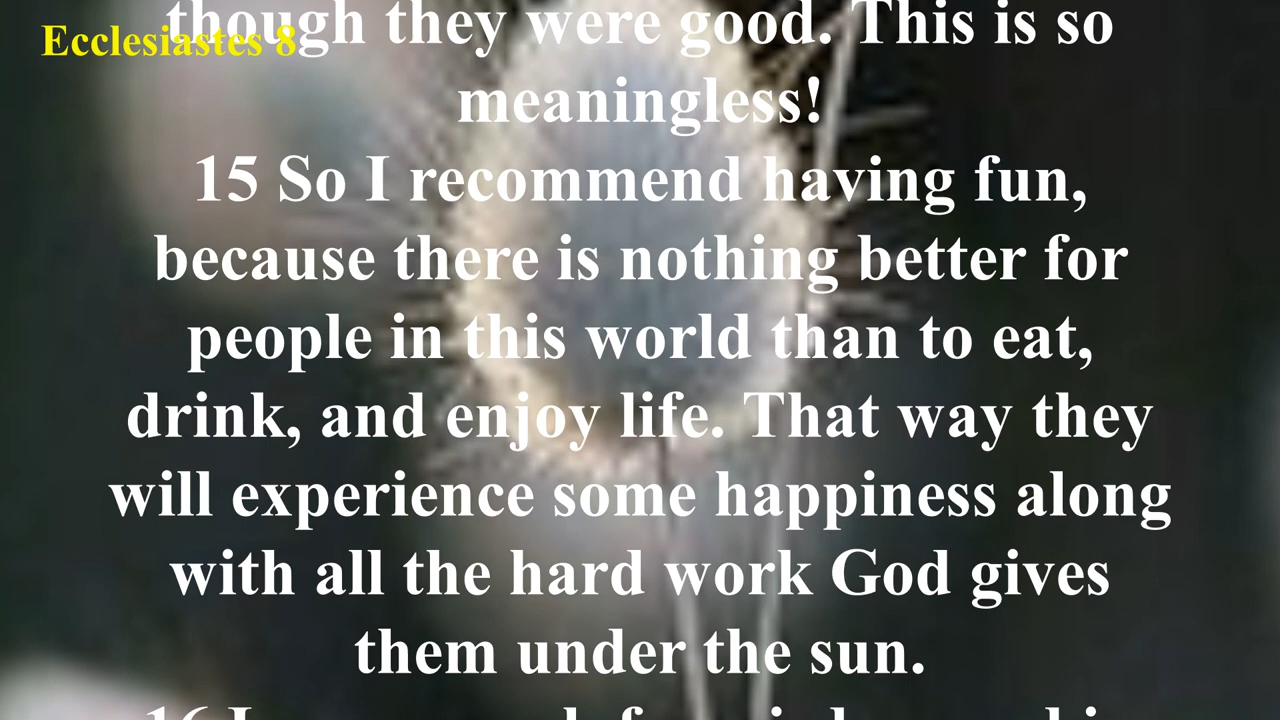 Ecclesiastes 8
though they were good. This is so
meaningless!
15 So I recommend having fun,
because there is nothing better for
people in this world than to eat,
drink, and enjoy life. That way they
will experience some happiness along
with all the hard work God gives
them under the sun.
16 I